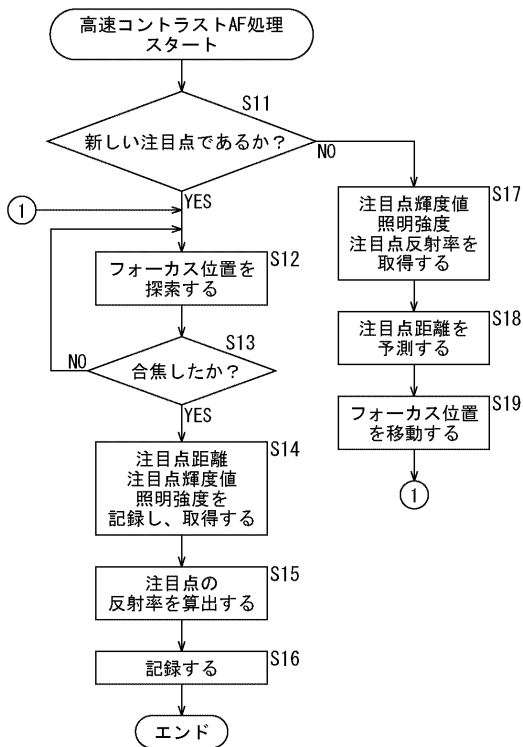 高速コントラストAF処理
スタート
S11
新しい注目点であるか？
NO
YES
1
S12
フォーカス位置を
探索する
S13
合焦したか？
NO
YES
S14
注目点距離
注目点輝度値
照明強度を
記録し、取得する
S15
注目点の
反射率を算出する
S16
記録する
エンド
S17
注目点輝度値
照明強度
注目点反射率を
取得する
S18
注目点距離を
予測する
S19
フォーカス位置
を移動する
1